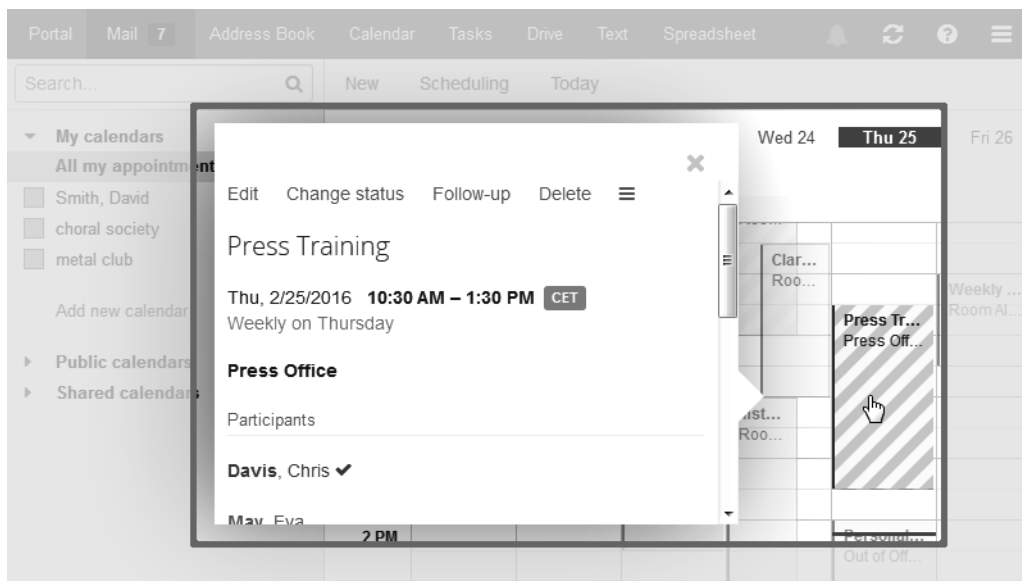 Portal Mail 7 Address Book Calendar Tasks Drive Text Spreadsheet
Search... New Scheduling Today
My calendars
All my appointment
Smith, David
choral society
metal club
Add new calendar
Public calendars
Shared calendars
Wed 24 Thu 25 Fri 26
Edit Change status Follow-up Delete
Press Training
Thu, 2/25/2016 10:30 AM – 1:30 PM CET
Weekly on Thursday
Press Office
Participants
Davis, Chris
May, Eva
2 PM
Clar...
Roo...
Press Tr...
Press Off...
Weekly ...
Room Al...
Roo...
Personal...
Out of Off...